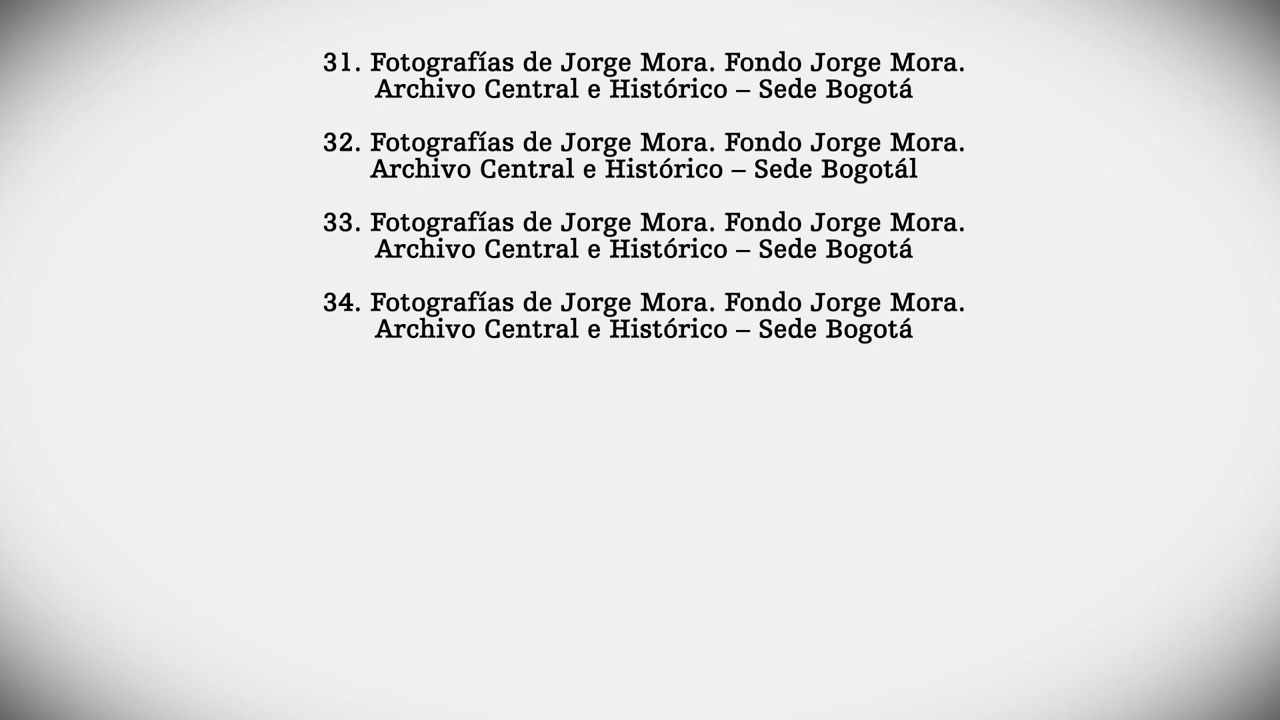 31. Fotografías de Jorge Mora. Fondo Jorge Mora.
Archivo Central e Histórico – Sede Bogotá
32. Fotografías de Jorge Mora. Fondo Jorge Mora.
Archivo Central e Histórico – Sede Bogotál
33. Fotografías de Jorge Mora. Fondo Jorge Mora.
Archivo Central e Histórico – Sede Bogotá
34. Fotografías de Jorge Mora. Fondo Jorge Mora.
Archivo Central e Histórico – Sede Bogotá